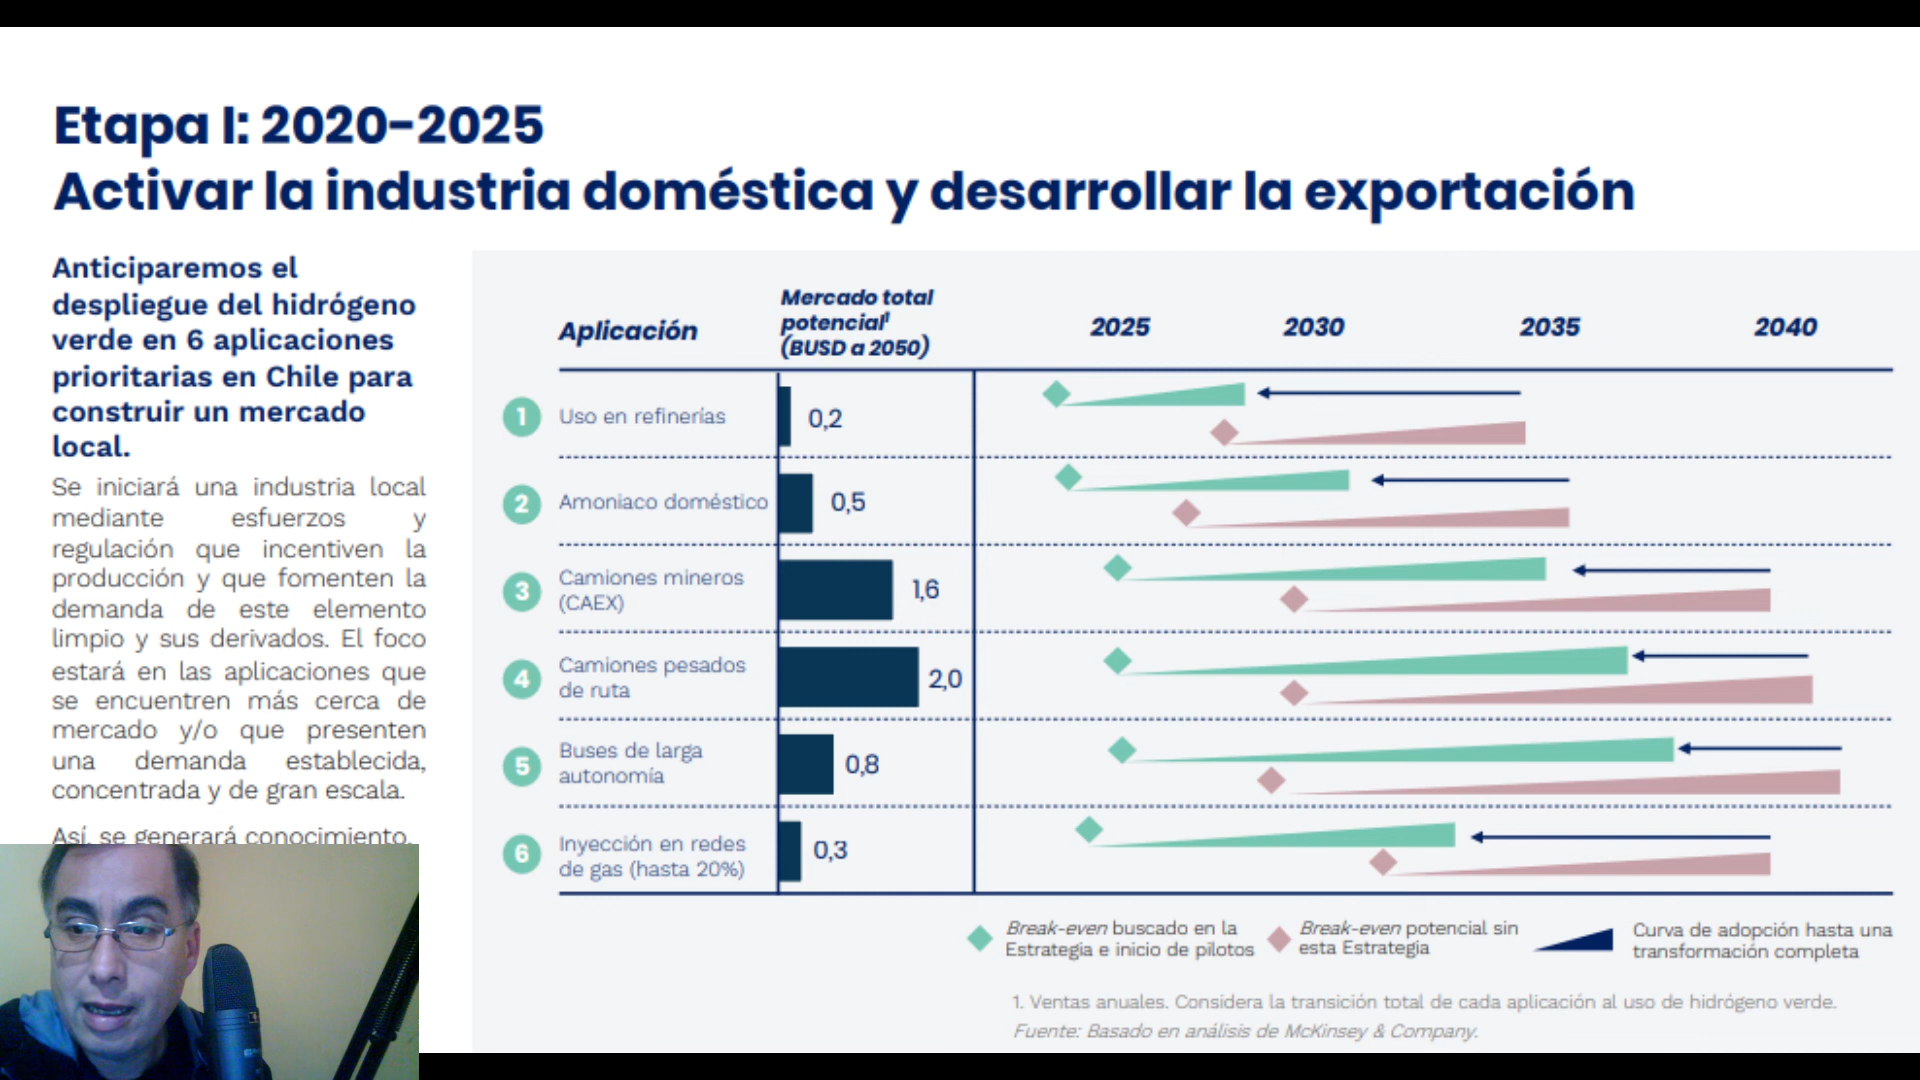 Etapa I: 2020-2025
Activar la industria doméstica y desarrollar la exportación
Anticiparemos el
despliegue del hidrógeno
verde en 6 aplicaciones
prioritarias en Chile para
construir un mercado
local.
Se iniciará una industria local
mediante esfuerzos y
regulación que incentiven la
producción y que fomenten la
demanda de este elemento
limpio y sus derivados. El foco
estará en las aplicaciones que
se encuentren más cerca de
mercado y/o que presenten
una demanda establecida,
concentrada y de gran escala.
Así, se generará conocimiento,
Aplicación
Mercado total
potencial¹
(BUSD a 2050)
2025
2030
2035
2040
1
Uso en refinerías
0,2
2
Amoniaco doméstico
0,5
3
Camiones mineros
(CAEX)
1,6
4
Camiones pesados
de ruta
2,0
5
Buses de larga
autonomía
0,8
6
Inyección en redes
de gas (hasta 20%)
0,3
Break-even buscado en la
Estrategia e inicio de pilotos
Break-even potencial sin
esta Estrategia
Curva de adopción hasta una
transformación completa
1. Ventas anuales. Considera la transición total de cada aplicación al uso de hidrógeno verde.
Fuente: Basado en análisis de McKinsey & Company.